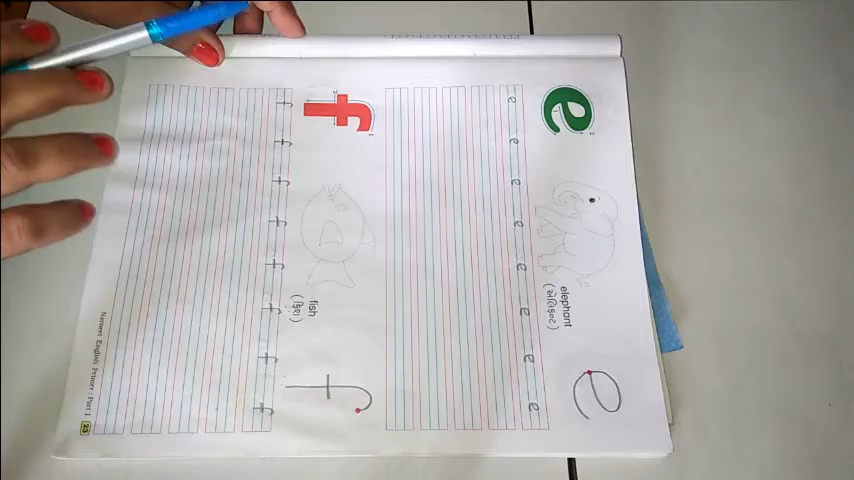 e
elephant
(એલીફન્ટ)
e
e e e e e e e e
f
fish
(ફિશ)
f
f f f f f f f f
Navneet English Primer : Part 1 23